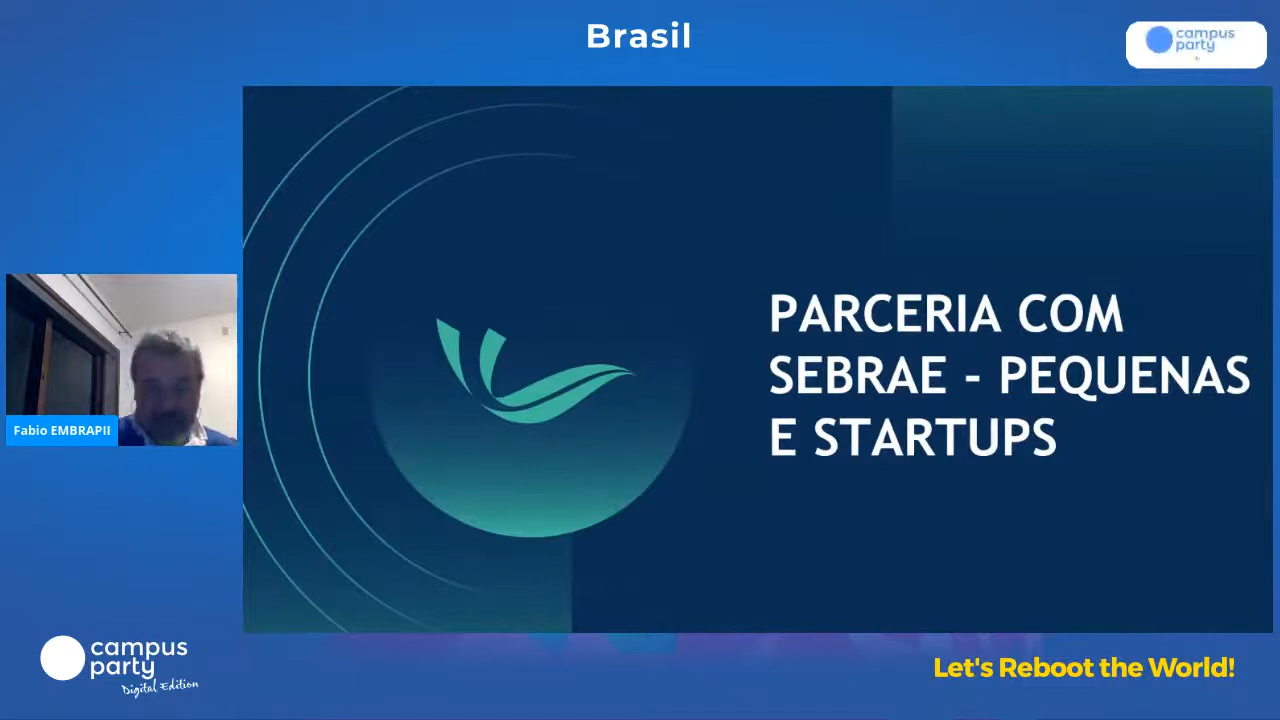 Brasil
campus
party
PARCERIA COM
SEBRAE - PEQUENAS
E STARTUPS
Fabio EMBRAPII
campus
party
Digital Edition
Let's Reboot the World!